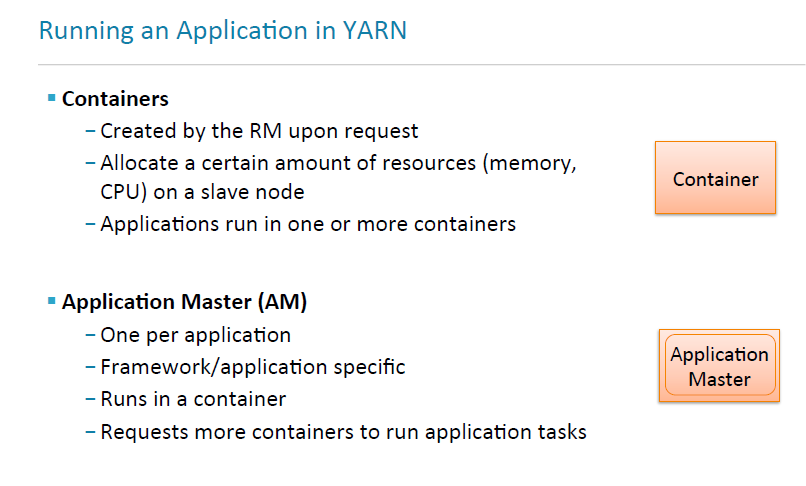 Running an Application in YARN
▪ Containers
– Created by the RM upon request
– Allocate a certain amount of resources (memory,
CPU) on a slave node
– Applications run in one or more containers
Container
▪ Application Master (AM)
– One per application
– Framework/application specific
– Runs in a container
– Requests more containers to run application tasks
Application
Master